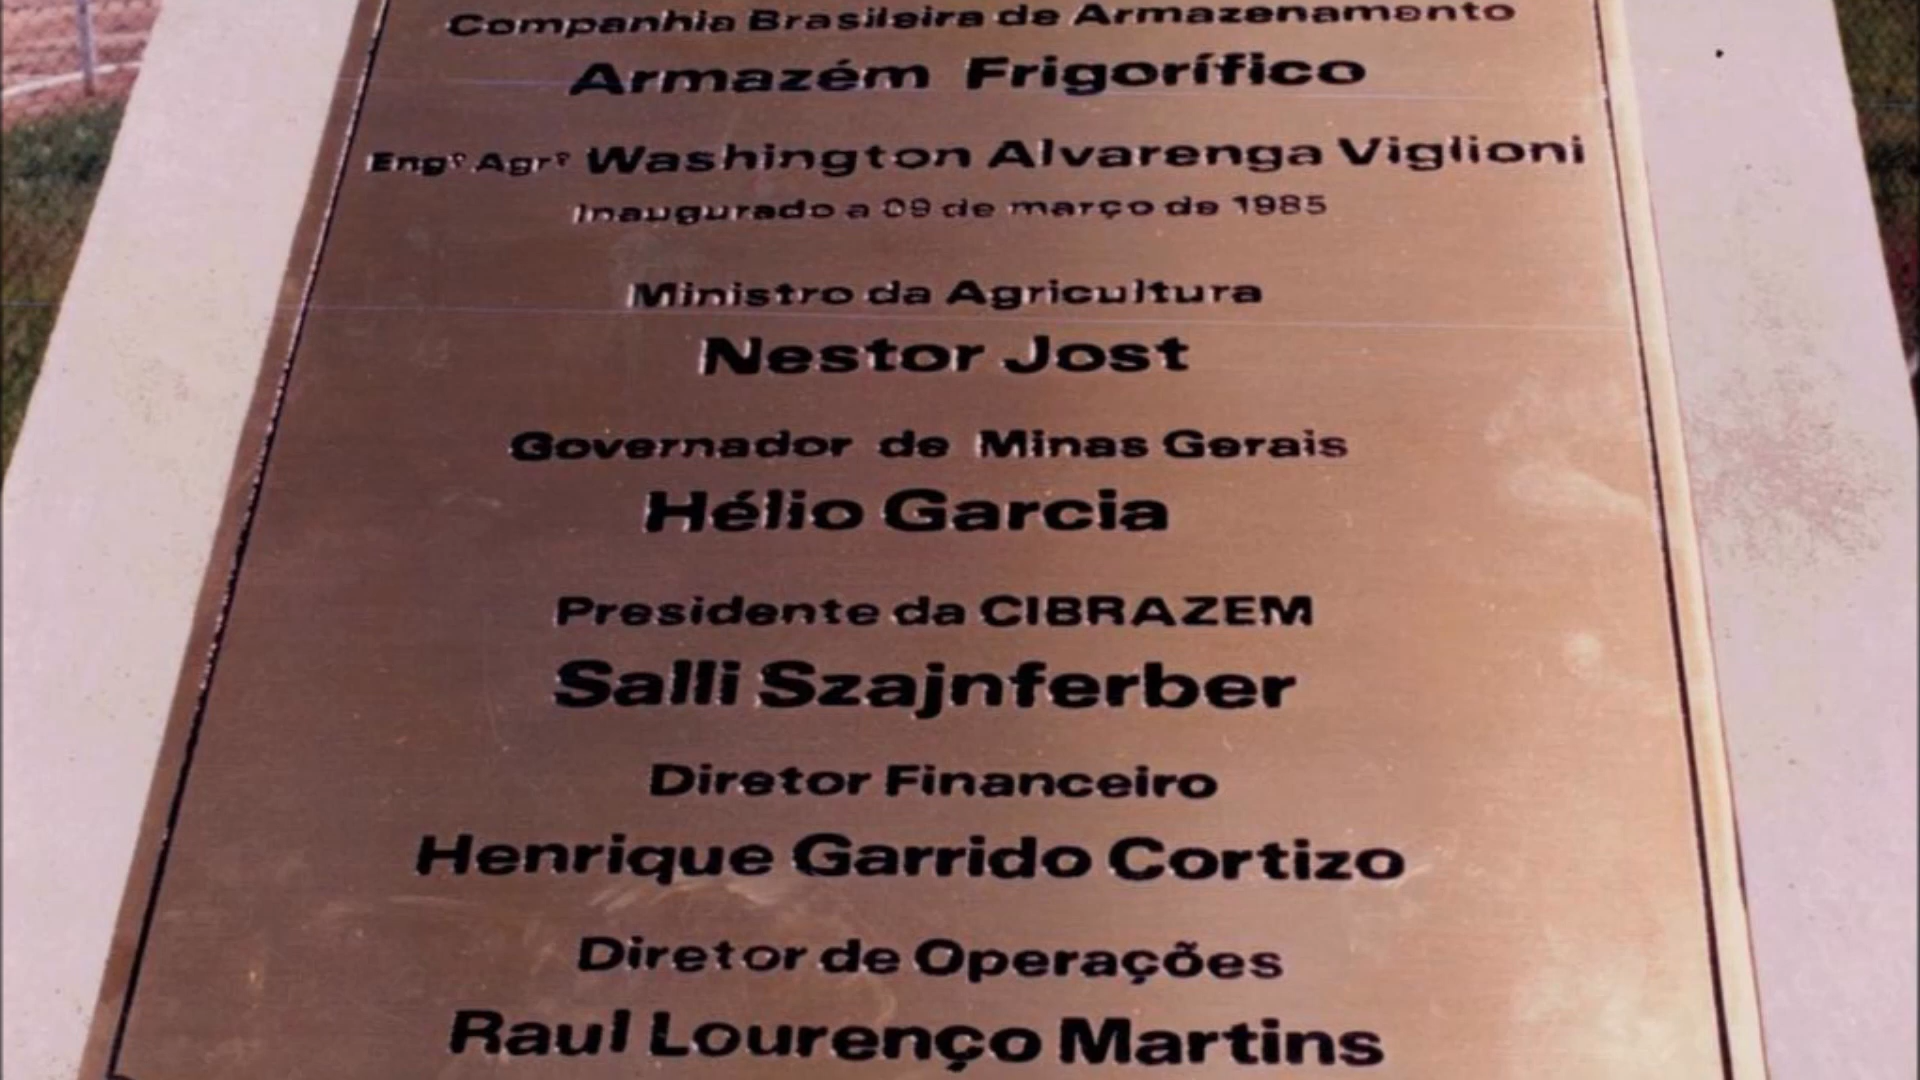 Companhia Brasileira de Armazenamento
Armazém Frigorífico
Engº Agrº Washington Alvarenga Viglioni
Inaugurado a 09 de março de 1985
Ministro da Agricultura
Nestor Jost
Governador de Minas Gerais
Hélio Garcia
Presidente da CIBRAZEM
Salli Szajnferber
Diretor Financeiro
Henrique Garrido Cortizo
Diretor de Operações
Raul Lourenço Martins